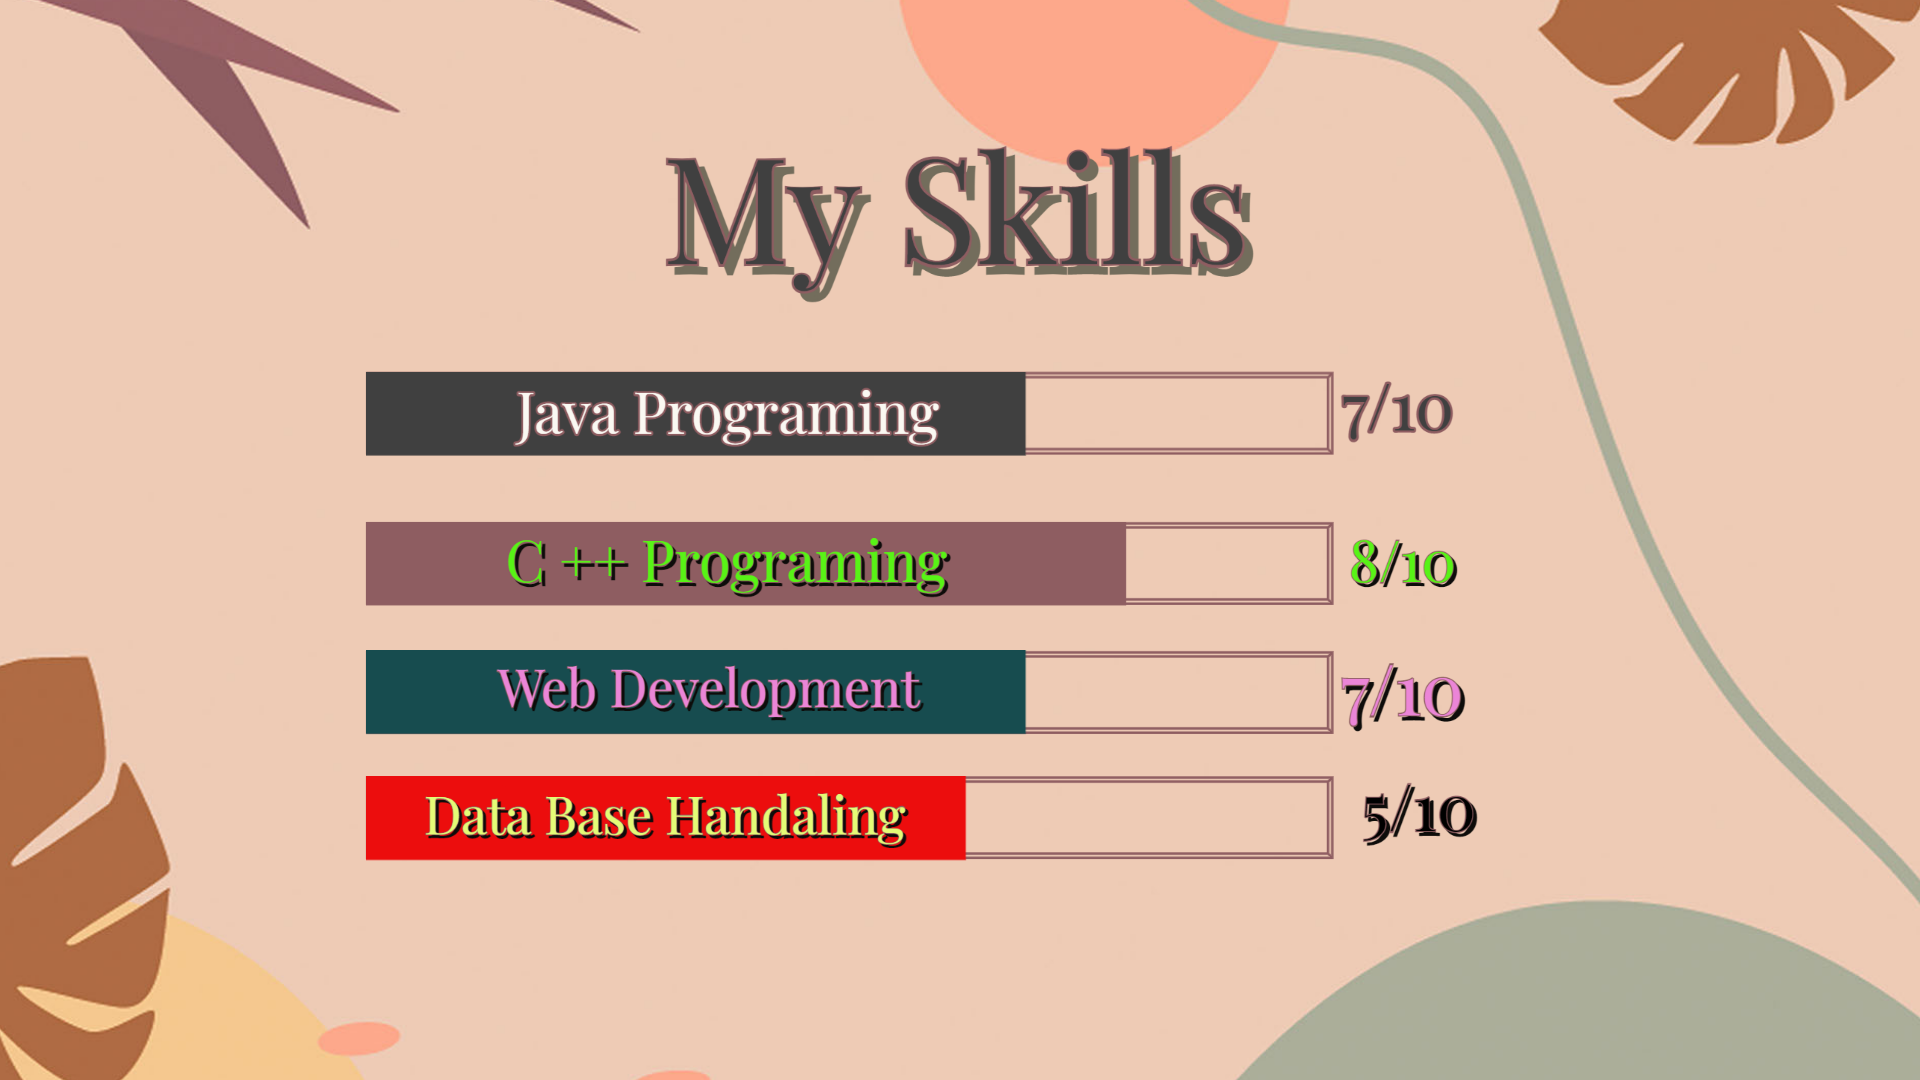 My Skills
Java Programing 7/10
C ++ Programing 8/10
Web Development 7/10
Data Base Handaling 5/10